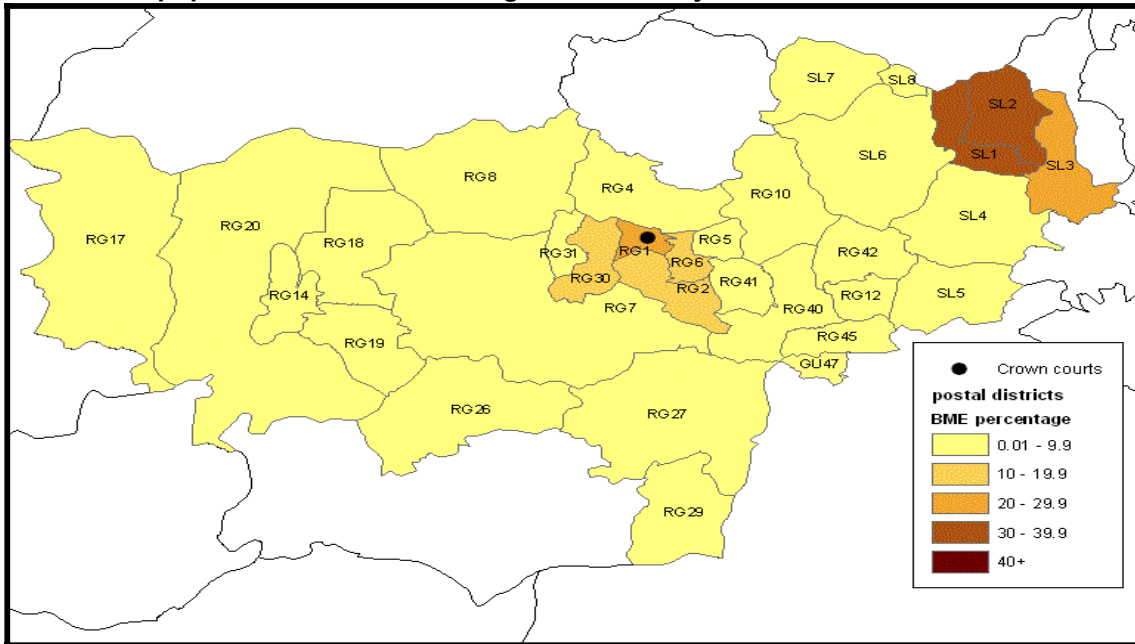 SL7
SL8
SL2
SL1
SL3
SL6
RG8
RG4
RG10
SL4
RG17
RG20
RG18
RG31
RG1
RG5
RG6
RG42
RG30
RG2
RG41
RG14
RG7
RG40
RG12
SL5
RG19
RG45
GU47
RG26
RG27
RG29
Crown courts
postal districts
BME percentage
0.01 - 9.9
10 - 19.9
20 - 29.9
30 - 39.9
40+